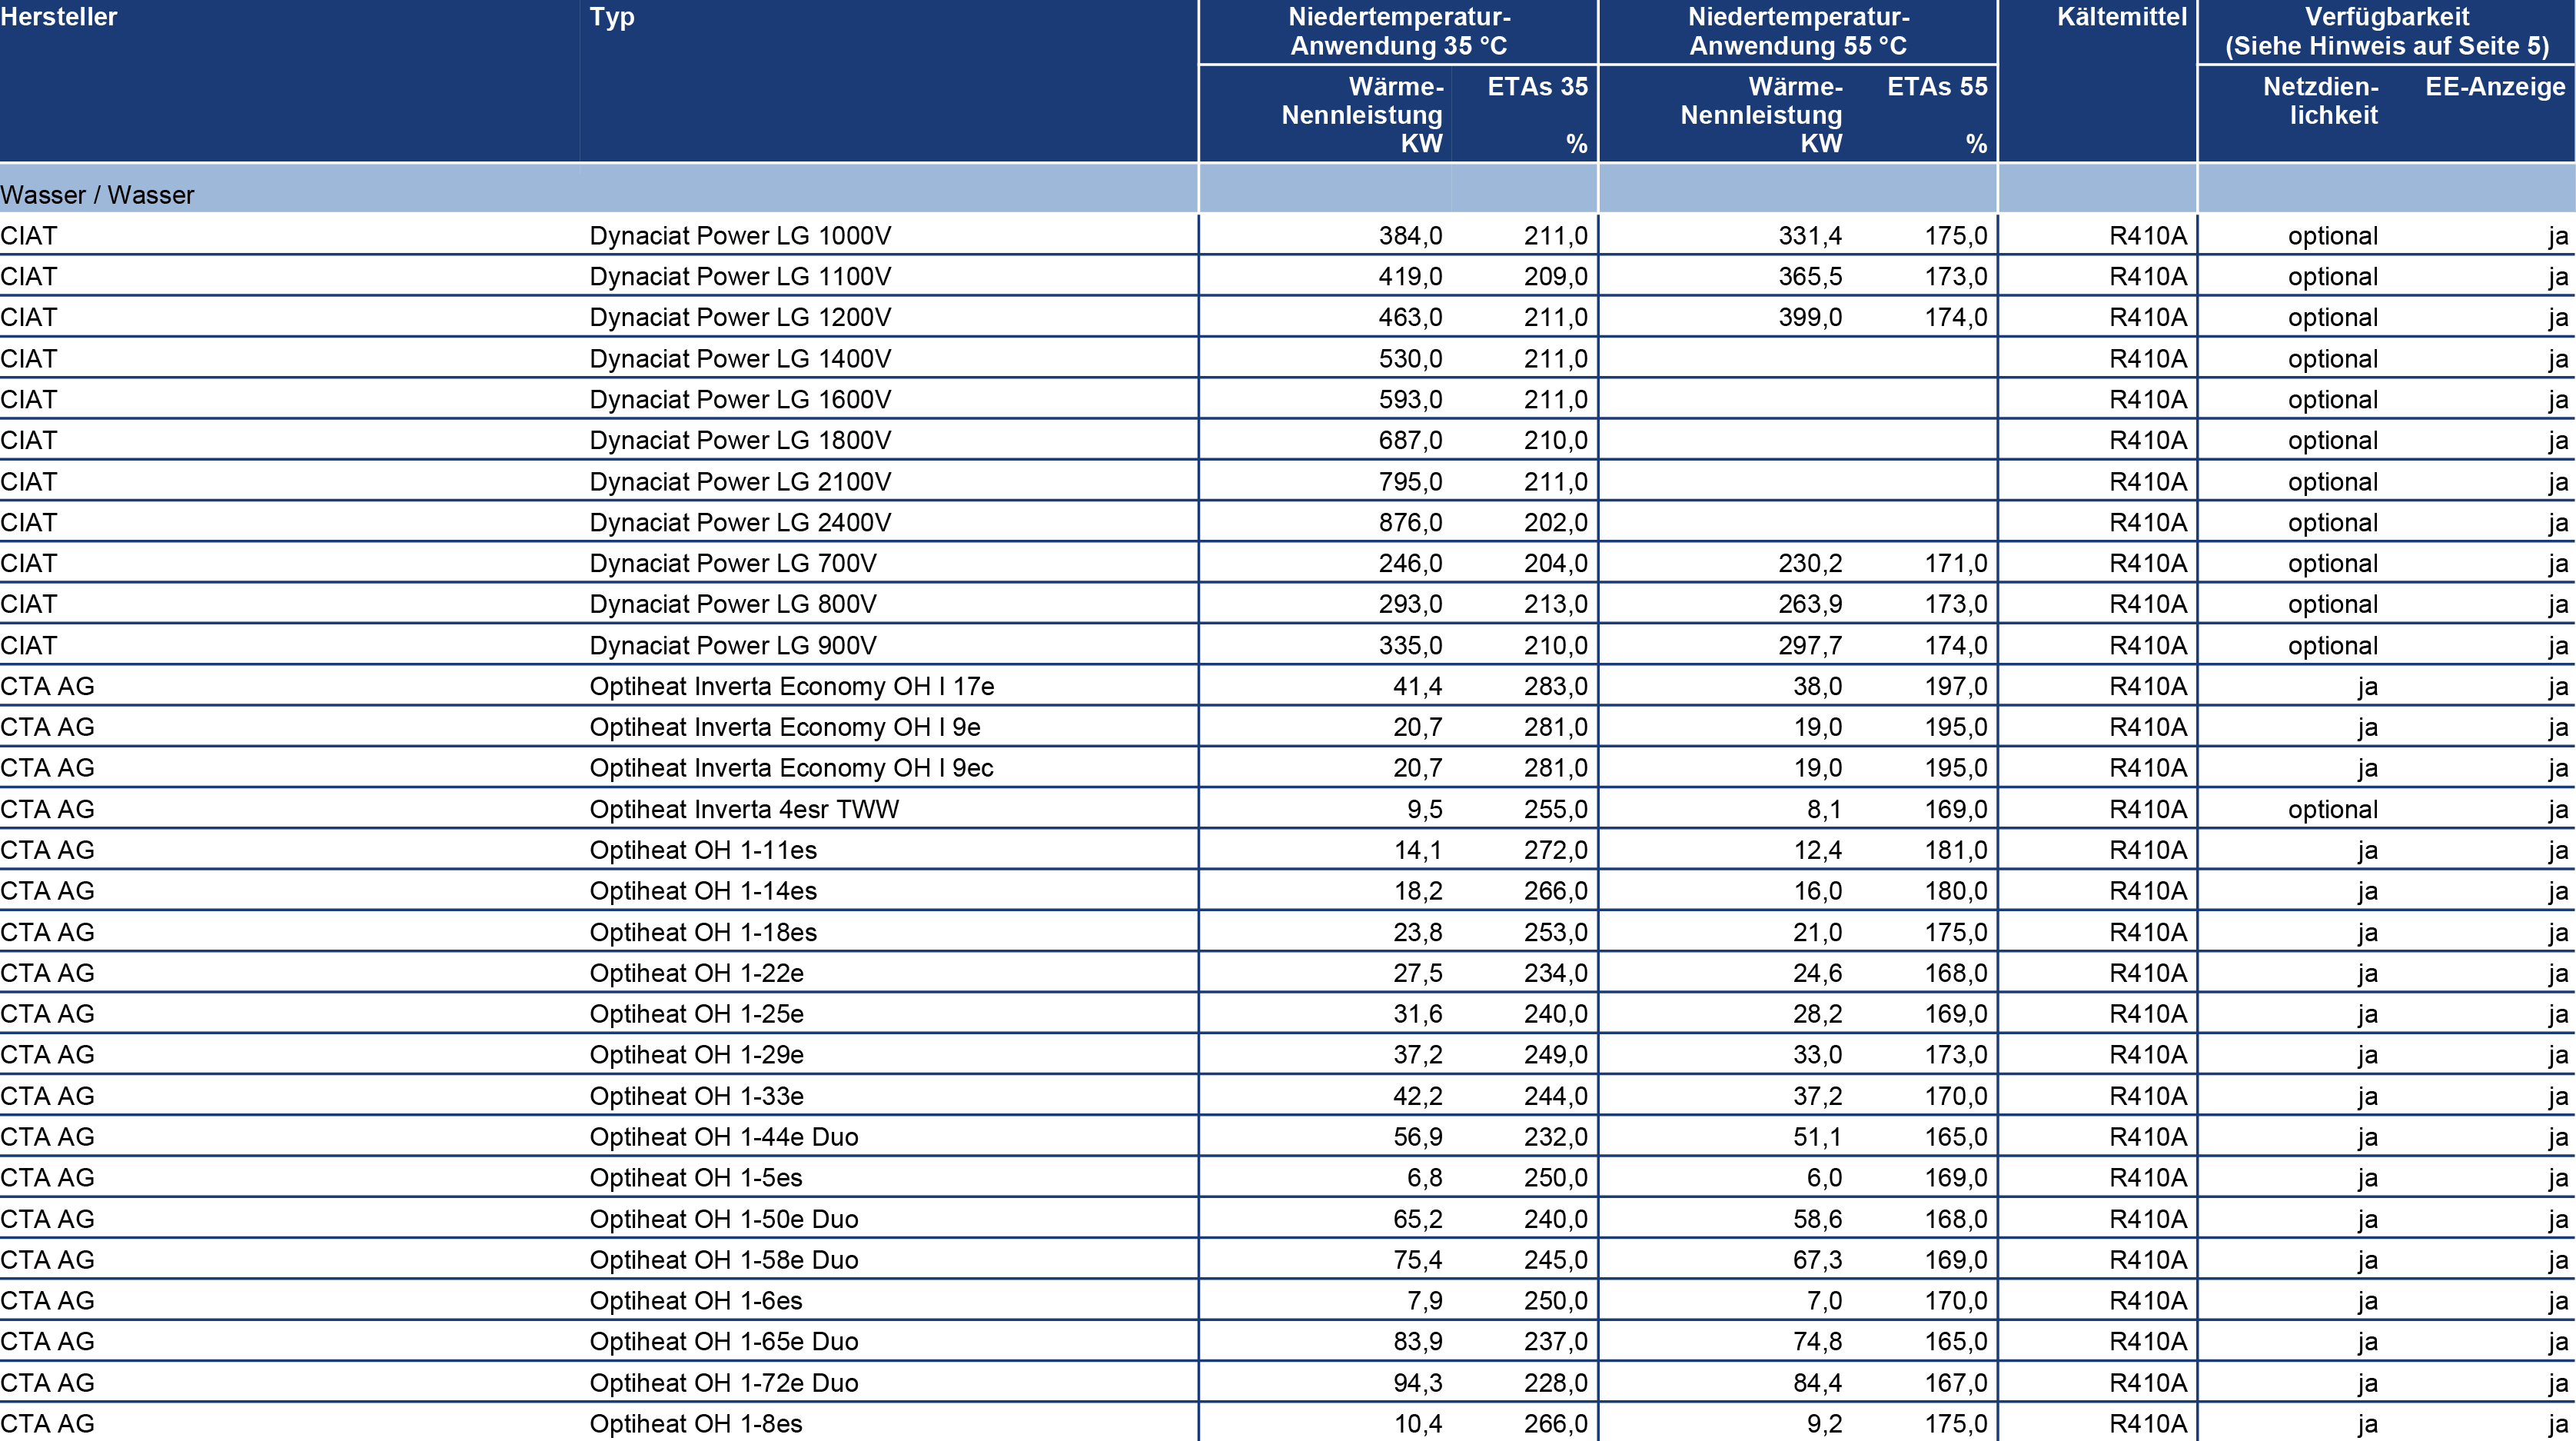 Hersteller Typ Niedertemperatur- Niedertemperatur- Kältemittel Verfügbarkeit
Anwendung 35 °C Anwendung 55 °C (Siehe Hinweis auf Seite 5)
Wärme- ETAs 35 Wärme- ETAs 55 Netzdien- EE-Anzeige
Nennleistung Nennleistung lichkeit
KW % KW %
Wasser / Wasser
CIAT Dynaciat Power LG 1000V 384,0 211,0 331,4 175,0 R410A optional ja
CIAT Dynaciat Power LG 1100V 419,0 209,0 365,5 173,0 R410A optional ja
CIAT Dynaciat Power LG 1200V 463,0 211,0 399,0 174,0 R410A optional ja
CIAT Dynaciat Power LG 1400V 530,0 211,0 R410A optional ja
CIAT Dynaciat Power LG 1600V 593,0 211,0 R410A optional ja
CIAT Dynaciat Power LG 1800V 687,0 210,0 R410A optional ja
CIAT Dynaciat Power LG 2100V 795,0 211,0 R410A optional ja
CIAT Dynaciat Power LG 2400V 876,0 202,0 R410A optional ja
CIAT Dynaciat Power LG 700V 246,0 204,0 230,2 171,0 R410A optional ja
CIAT Dynaciat Power LG 800V 293,0 213,0 263,9 173,0 R410A optional ja
CIAT Dynaciat Power LG 900V 335,0 210,0 297,7 174,0 R410A optional ja
CTA AG Optiheat Inverta Economy OH I 17e 41,4 283,0 38,0 197,0 R410A ja ja
CTA AG Optiheat Inverta Economy OH I 9e 20,7 281,0 19,0 195,0 R410A ja ja
CTA AG Optiheat Inverta Economy OH I 9ec 20,7 281,0 19,0 195,0 R410A ja ja
CTA AG Optiheat Inverta 4esr TWW 9,5 255,0 8,1 169,0 R410A optional ja
CTA AG Optiheat OH 1-11es 14,1 272,0 12,4 181,0 R410A ja ja
CTA AG Optiheat OH 1-14es 18,2 266,0 16,0 180,0 R410A ja ja
CTA AG Optiheat OH 1-18es 23,8 253,0 21,0 175,0 R410A ja ja
CTA AG Optiheat OH 1-22e 27,5 234,0 24,6 168,0 R410A ja ja
CTA AG Optiheat OH 1-25e 31,6 240,0 28,2 169,0 R410A ja ja
CTA AG Optiheat OH 1-29e 37,2 249,0 33,0 173,0 R410A ja ja
CTA AG Optiheat OH 1-33e 42,2 244,0 37,2 170,0 R410A ja ja
CTA AG Optiheat OH 1-44e Duo 56,9 232,0 51,1 165,0 R410A ja ja
CTA AG Optiheat OH 1-5es 6,8 250,0 6,0 169,0 R410A ja ja
CTA AG Optiheat OH 1-50e Duo 65,2 240,0 58,6 168,0 R410A ja ja
CTA AG Optiheat OH 1-58e Duo 75,4 245,0 67,3 169,0 R410A ja ja
CTA AG Optiheat OH 1-6es 7,9 250,0 7,0 170,0 R410A ja ja
CTA AG Optiheat OH 1-65e Duo 83,9 237,0 74,8 165,0 R410A ja ja
CTA AG Optiheat OH 1-72e Duo 94,3 228,0 84,4 167,0 R410A ja ja
CTA AG Optiheat OH 1-8es 10,4 266,0 9,2 175,0 R410A ja ja